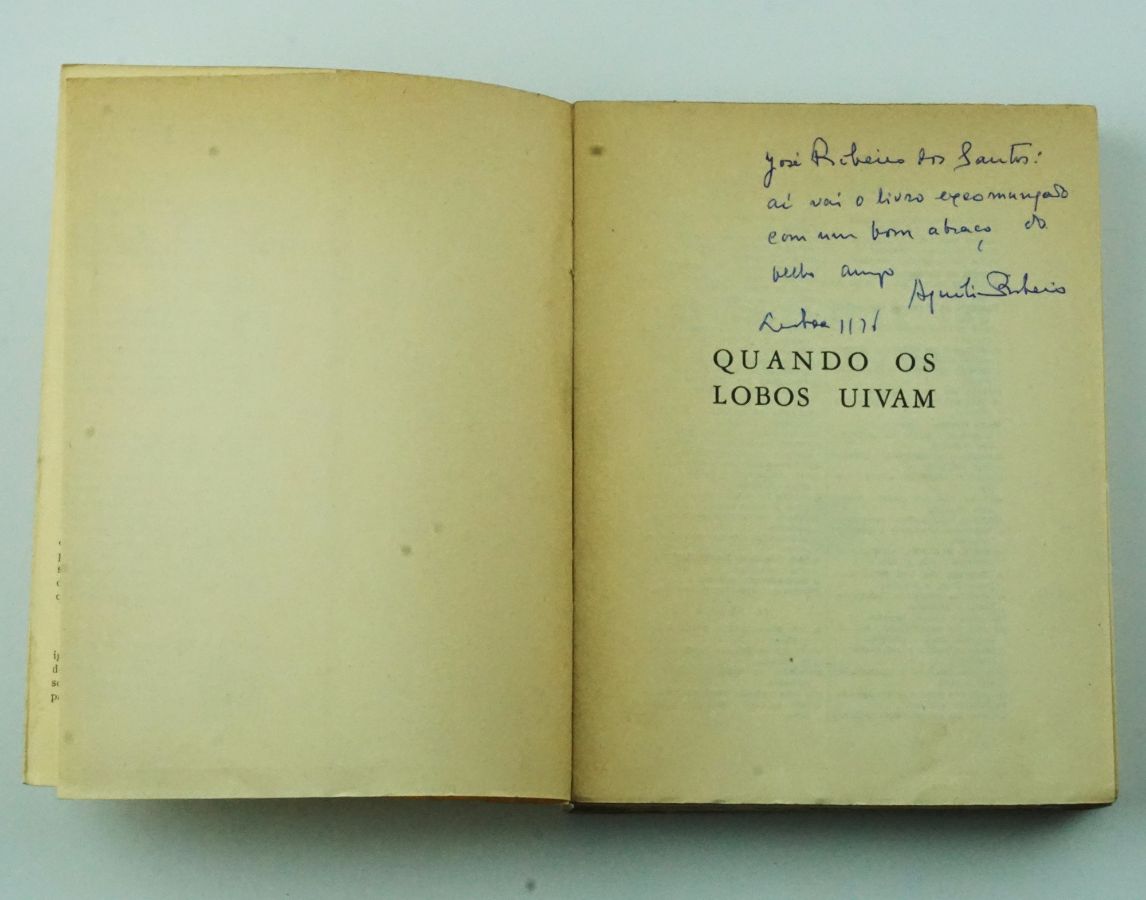 José Ribeiro dos Santos:
aí vai o livro excomungado
com um bom abraço do
velho amigo Aquilino Ribeiro
Lisboa
QUANDO OS
LOBOS UIVAM